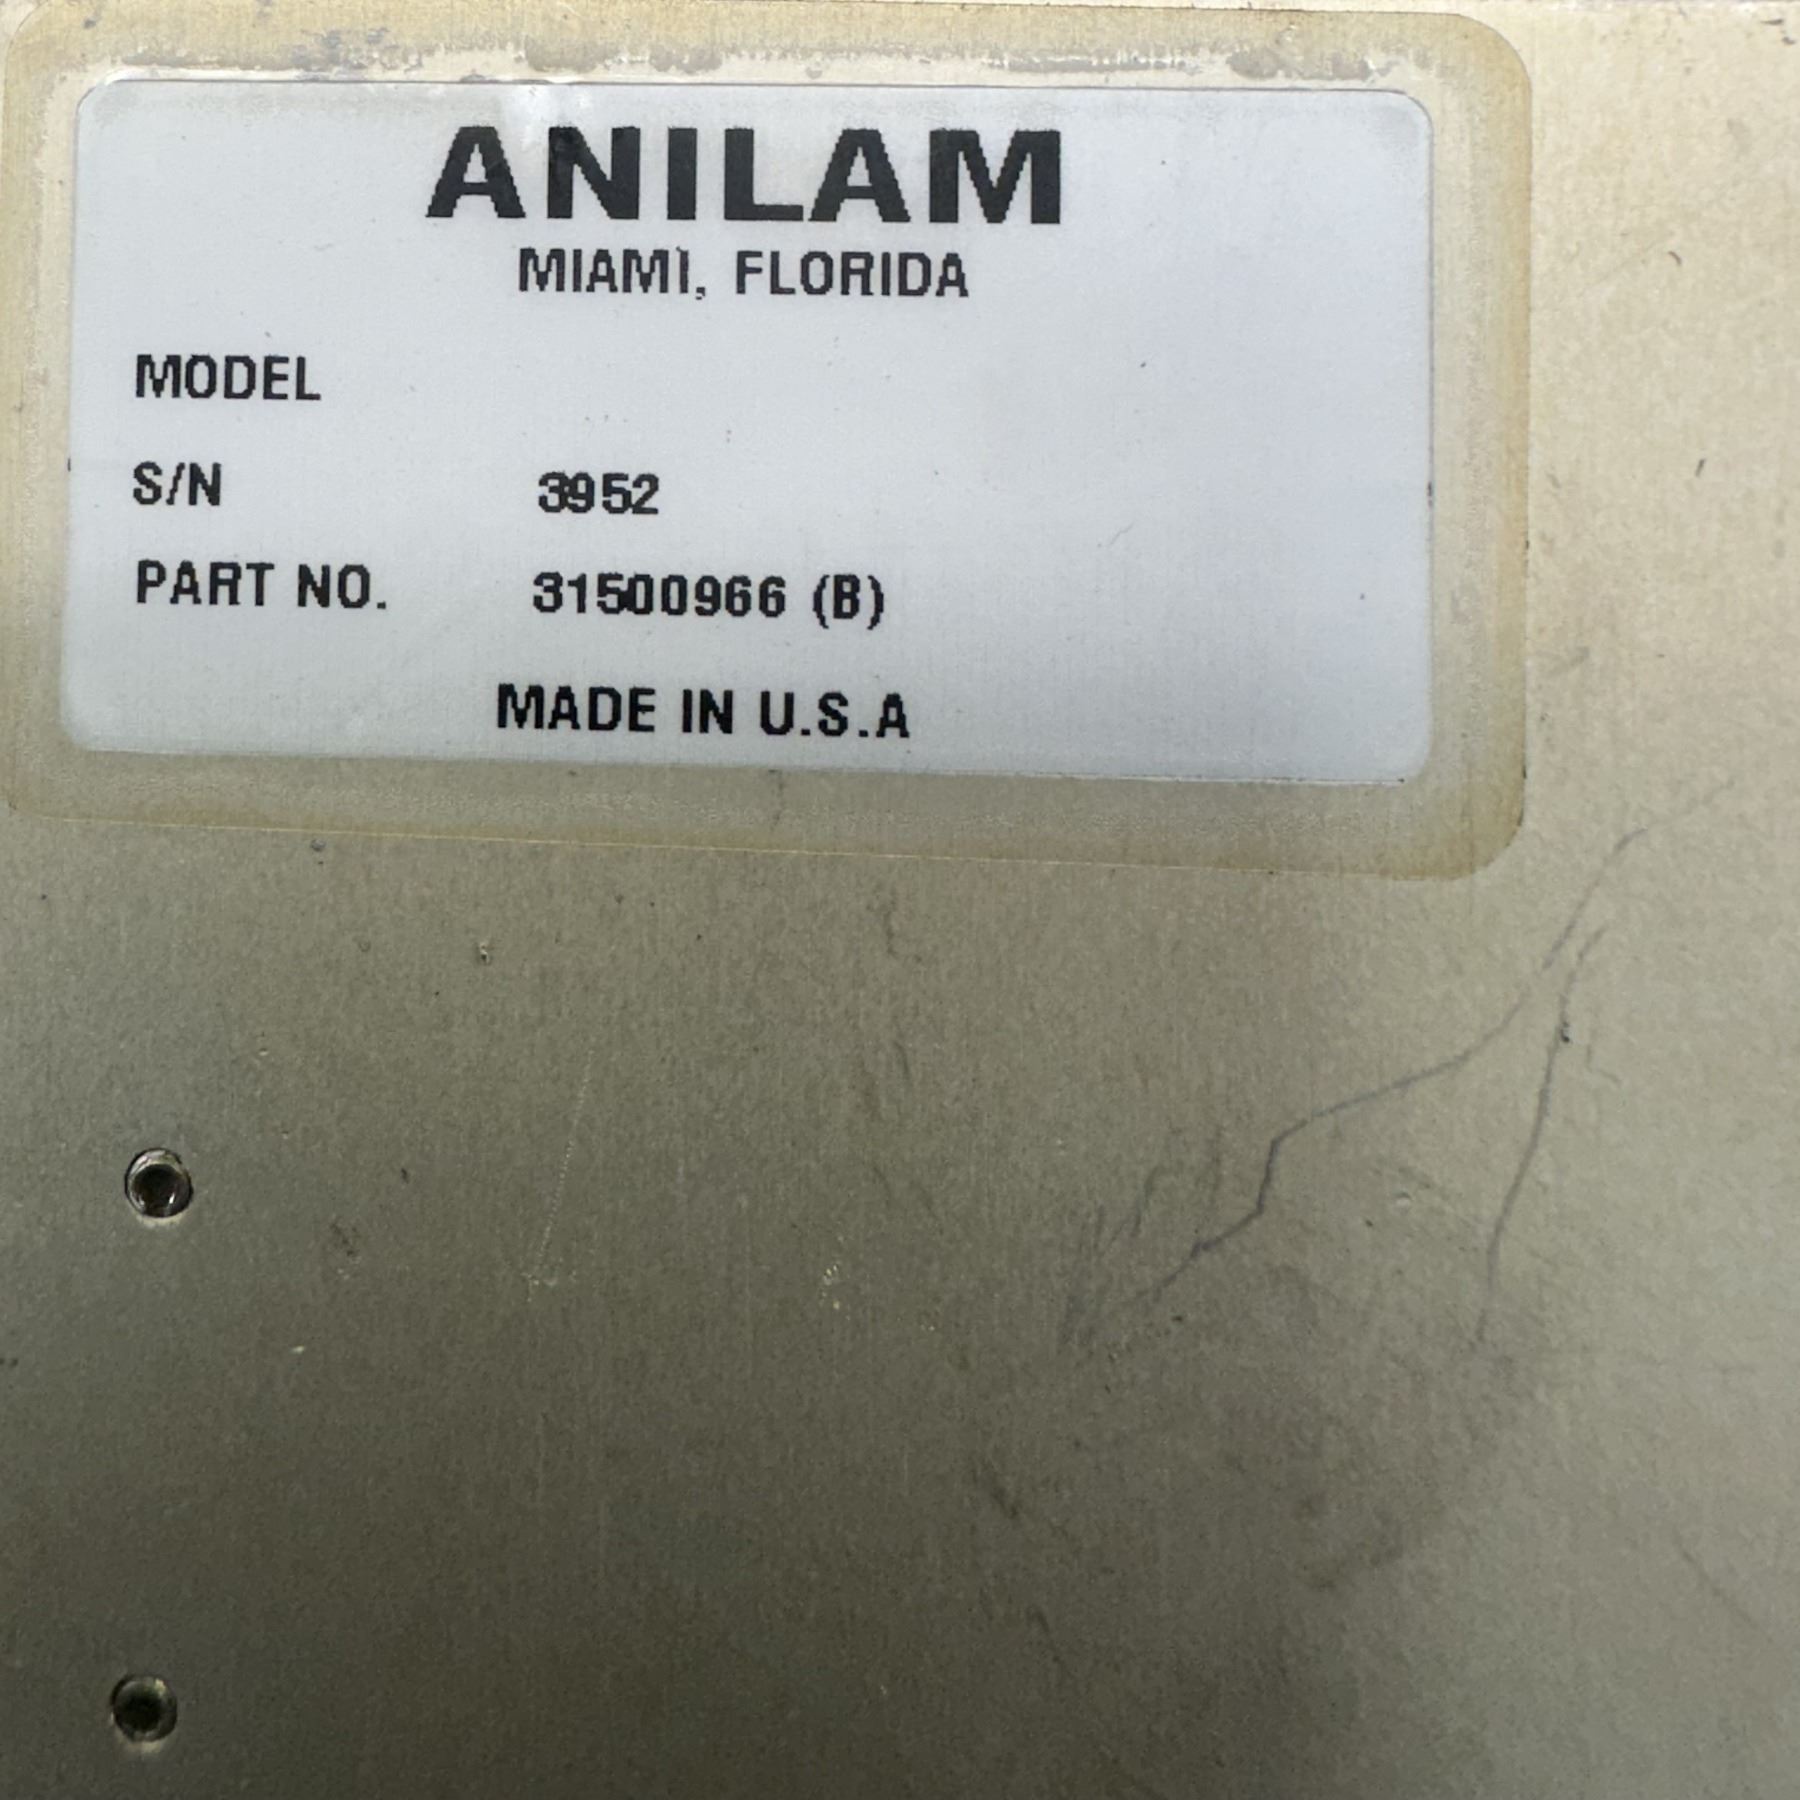 ANILAM
MIAMI, FLORIDA
MODEL
S/N 3952
PART NO. 31500966 (B)
MADE IN U.S.A